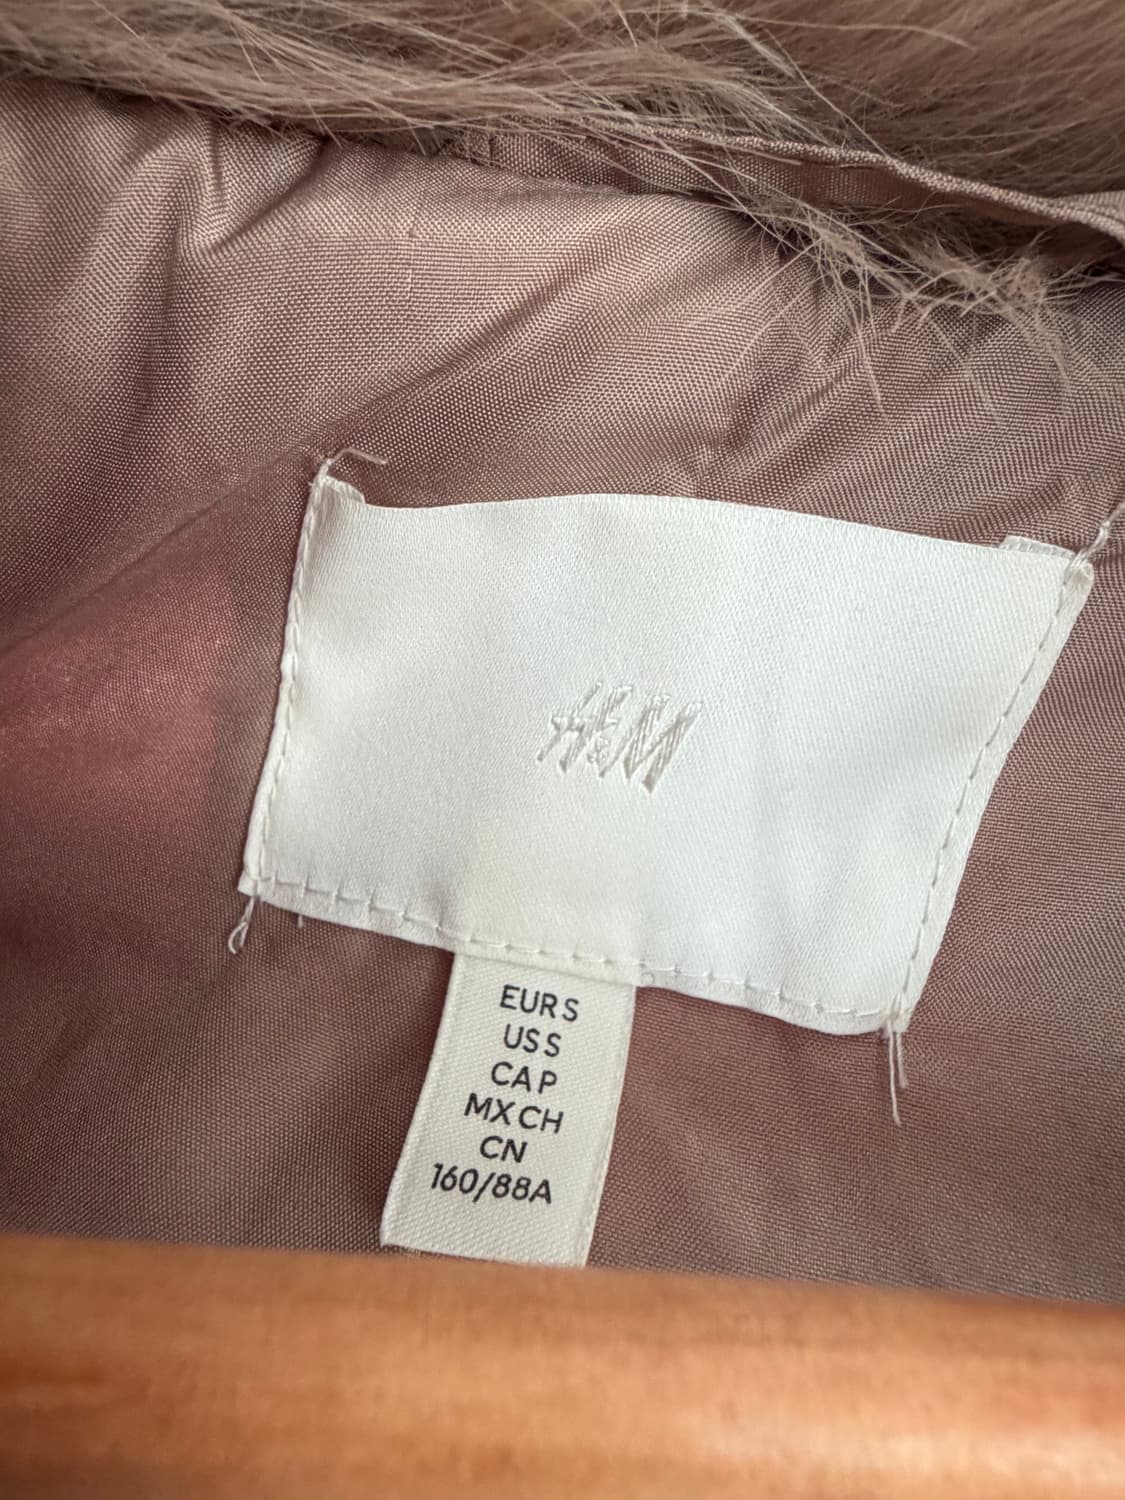 H&M
EUR S
US S
CA P
MX CH
CN
160/88A